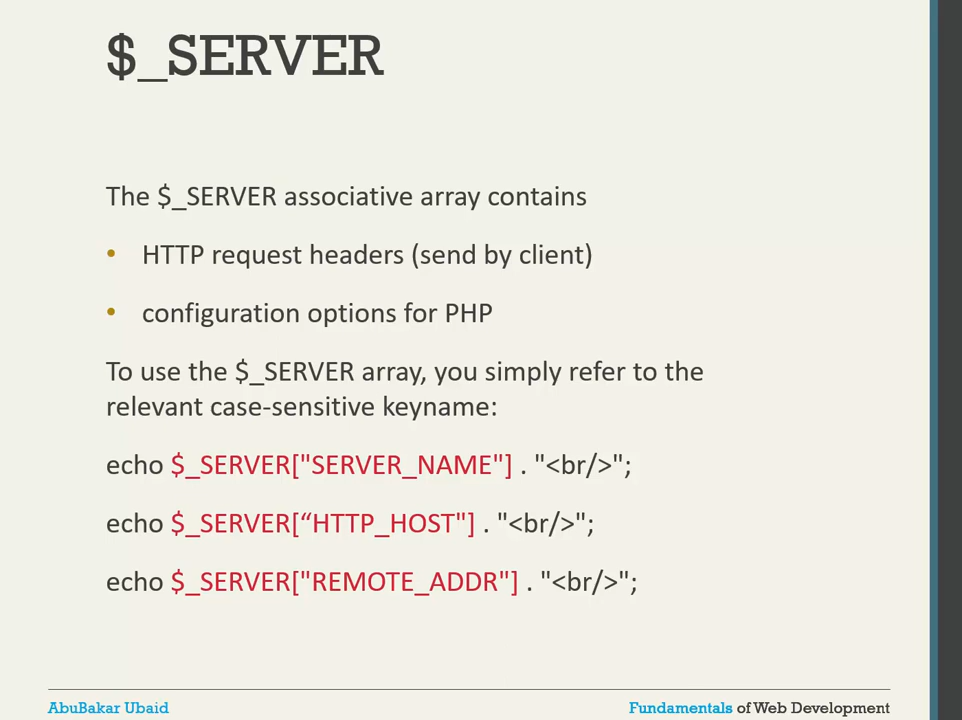 $_SERVER
The $_SERVER associative array contains
• HTTP request headers (send by client)
• configuration options for PHP
To use the $_SERVER array, you simply refer to the
relevant case-sensitive keyname:
echo $_SERVER["SERVER_NAME"] . "<br/>";
echo $_SERVER[“HTTP_HOST"] . "<br/>";
echo $_SERVER["REMOTE_ADDR"] . "<br/>";
AbuBakar Ubaid
Fundamentals of Web Development